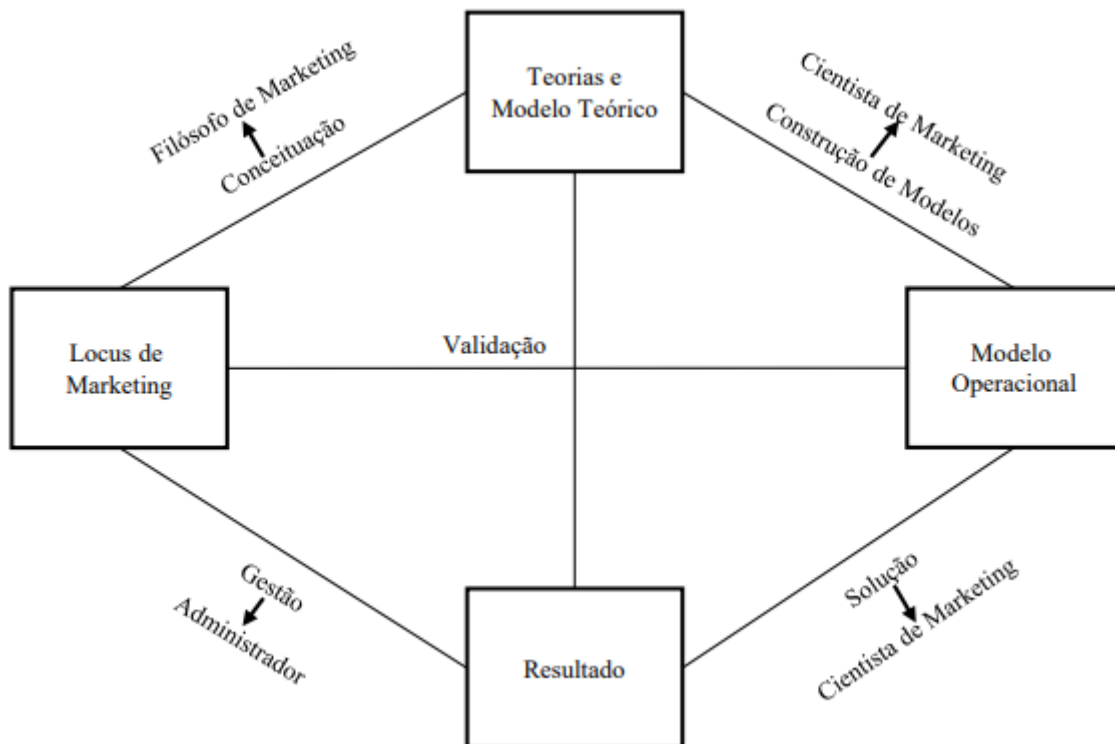 Teorias e
Modelo Teórico
Filósofo de Marketing
Conceituação
Cientista de Marketing
Construção de Modelos
Locus de
Marketing
Validação
Modelo
Operacional
Gestão
Administrador
Solução
Cientista de Marketing
Resultado